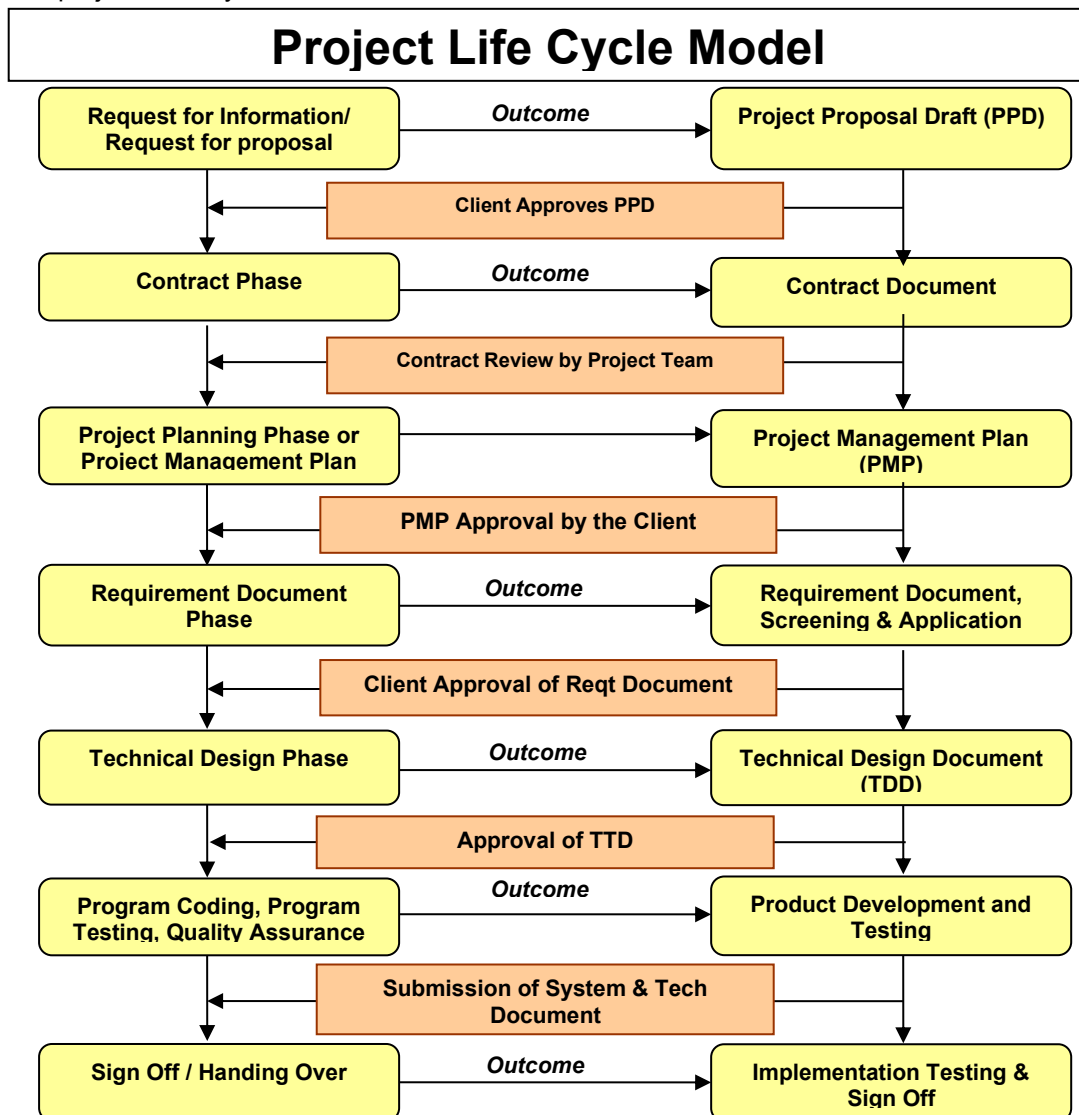 Project Life Cycle Model
Request for Information/
Request for proposal
Outcome
Project Proposal Draft (PPD)
Client Approves PPD
Contract Phase
Outcome
Contract Document
Contract Review by Project Team
Project Planning Phase or
Project Management Plan
Project Management Plan
(PMP)
PMP Approval by the Client
Requirement Document
Phase
Outcome
Requirement Document,
Screening & Application
Client Approval of Reqt Document
Technical Design Phase
Outcome
Technical Design Document
(TDD)
Approval of TTD
Program Coding, Program
Testing, Quality Assurance
Outcome
Product Development and
Testing
Submission of System & Tech
Document
Sign Off / Handing Over
Outcome
Implementation Testing &
Sign Off